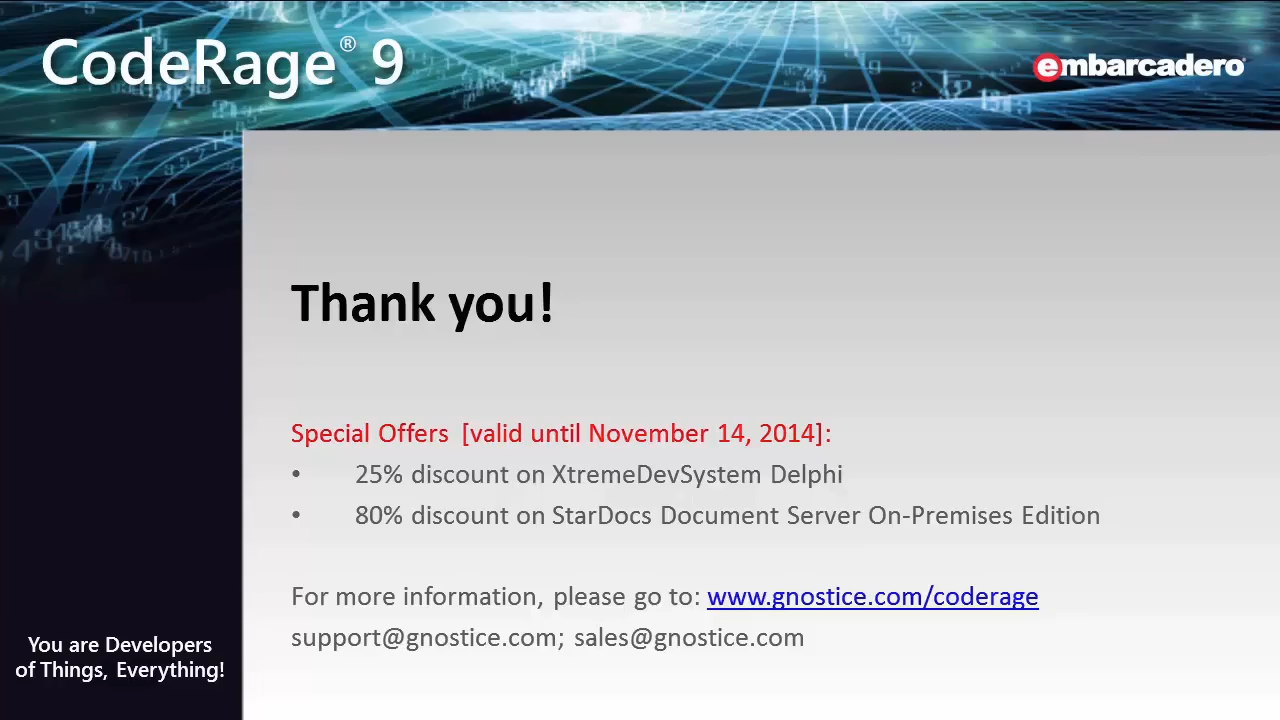 CodeRage® 9
embarcadero
Thank you!
Special Offers [valid until November 14, 2014]:
• 25% discount on XtremeDevSystem Delphi
• 80% discount on StarDocs Document Server On-Premises Edition
For more information, please go to: www.gnostice.com/coderage
support@gnostice.com; sales@gnostice.com
You are Developers
of Things, Everything!